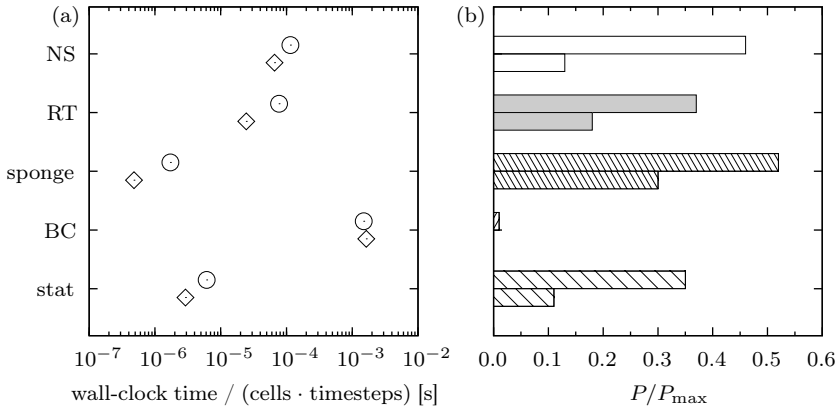 (a)
(b)
NS
RT
sponge
BC
stat
10⁻⁷ 10⁻⁶ 10⁻⁵ 10⁻⁴ 10⁻³ 10⁻²
wall-clock time / (cells · timesteps) [s]
0.0 0.1 0.2 0.3 0.4 0.5 0.6
P/Pmax